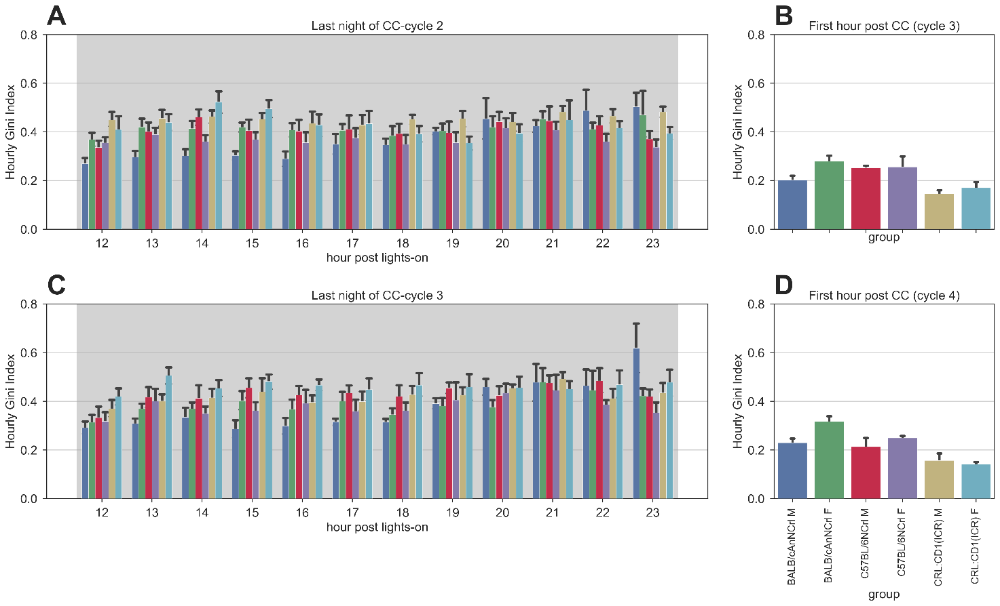 A
Last night of CC-cycle 2
Hourly Gini Index
0.8
0.6
0.4
0.2
0.0
12 13 14 15 16 17 18 19 20 21 22 23
hour post lights-on
B
First hour post CC (cycle 3)
Hourly Gini Index
0.8
0.6
0.4
0.2
0.0
group
C
Last night of CC-cycle 3
Hourly Gini Index
0.8
0.6
0.4
0.2
0.0
12 13 14 15 16 17 18 19 20 21 22 23
hour post lights-on
D
First hour post CC (cycle 4)
Hourly Gini Index
0.8
0.6
0.4
0.2
0.0
BALB/cAnNCrl M
BALB/cAnNCrl F
C57BL/6NCrl M
C57BL/6NCrl F
CRL:CD1(ICR) M
CRL:CD1(ICR) F
group